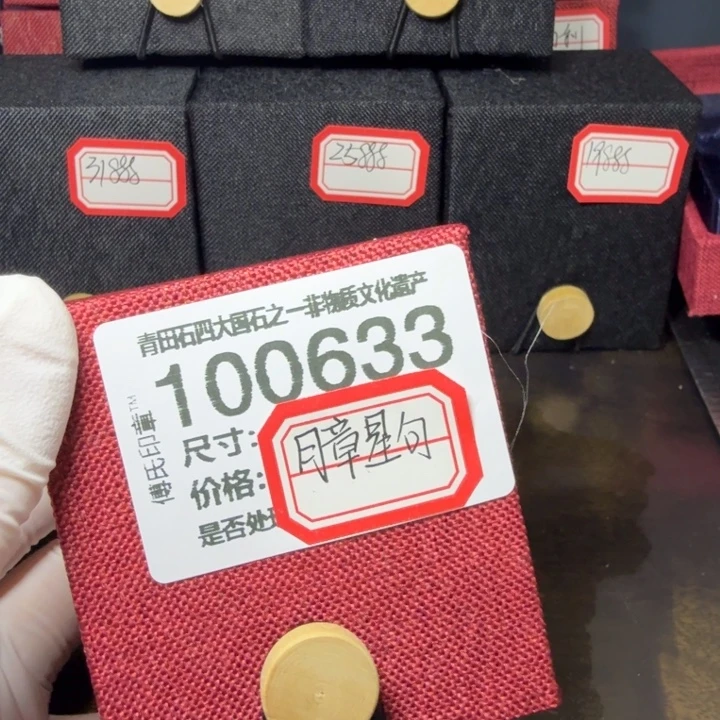 31888
25888
19888
青田石四大国石之一非物质文化遗产
100633
傅氏印章™
尺寸:
价格:
是否处
月章星句